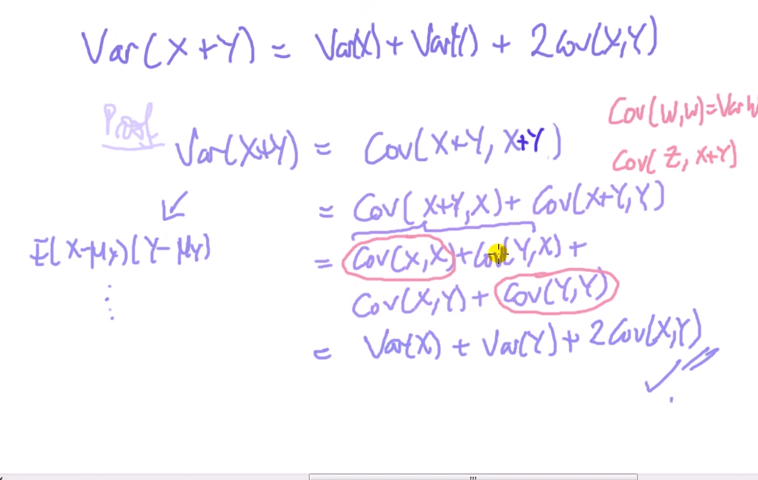 Var(X+Y) = Var(X) + Var(Y) + 2Cov(X,Y)
Proof
Var(X+Y) = Cov(X+Y, X+Y)
Cov(W,W)=Var W
Cov(Z, X+Y)
= Cov(X+Y,X) + Cov(X+Y,Y)
E(X-μx)(Y-μy)
= Cov(X,X) + Cov(Y,X) +
Cov(X,Y) + Cov(Y,Y)
= Var(X) + Var(Y) + 2Cov(X,Y)